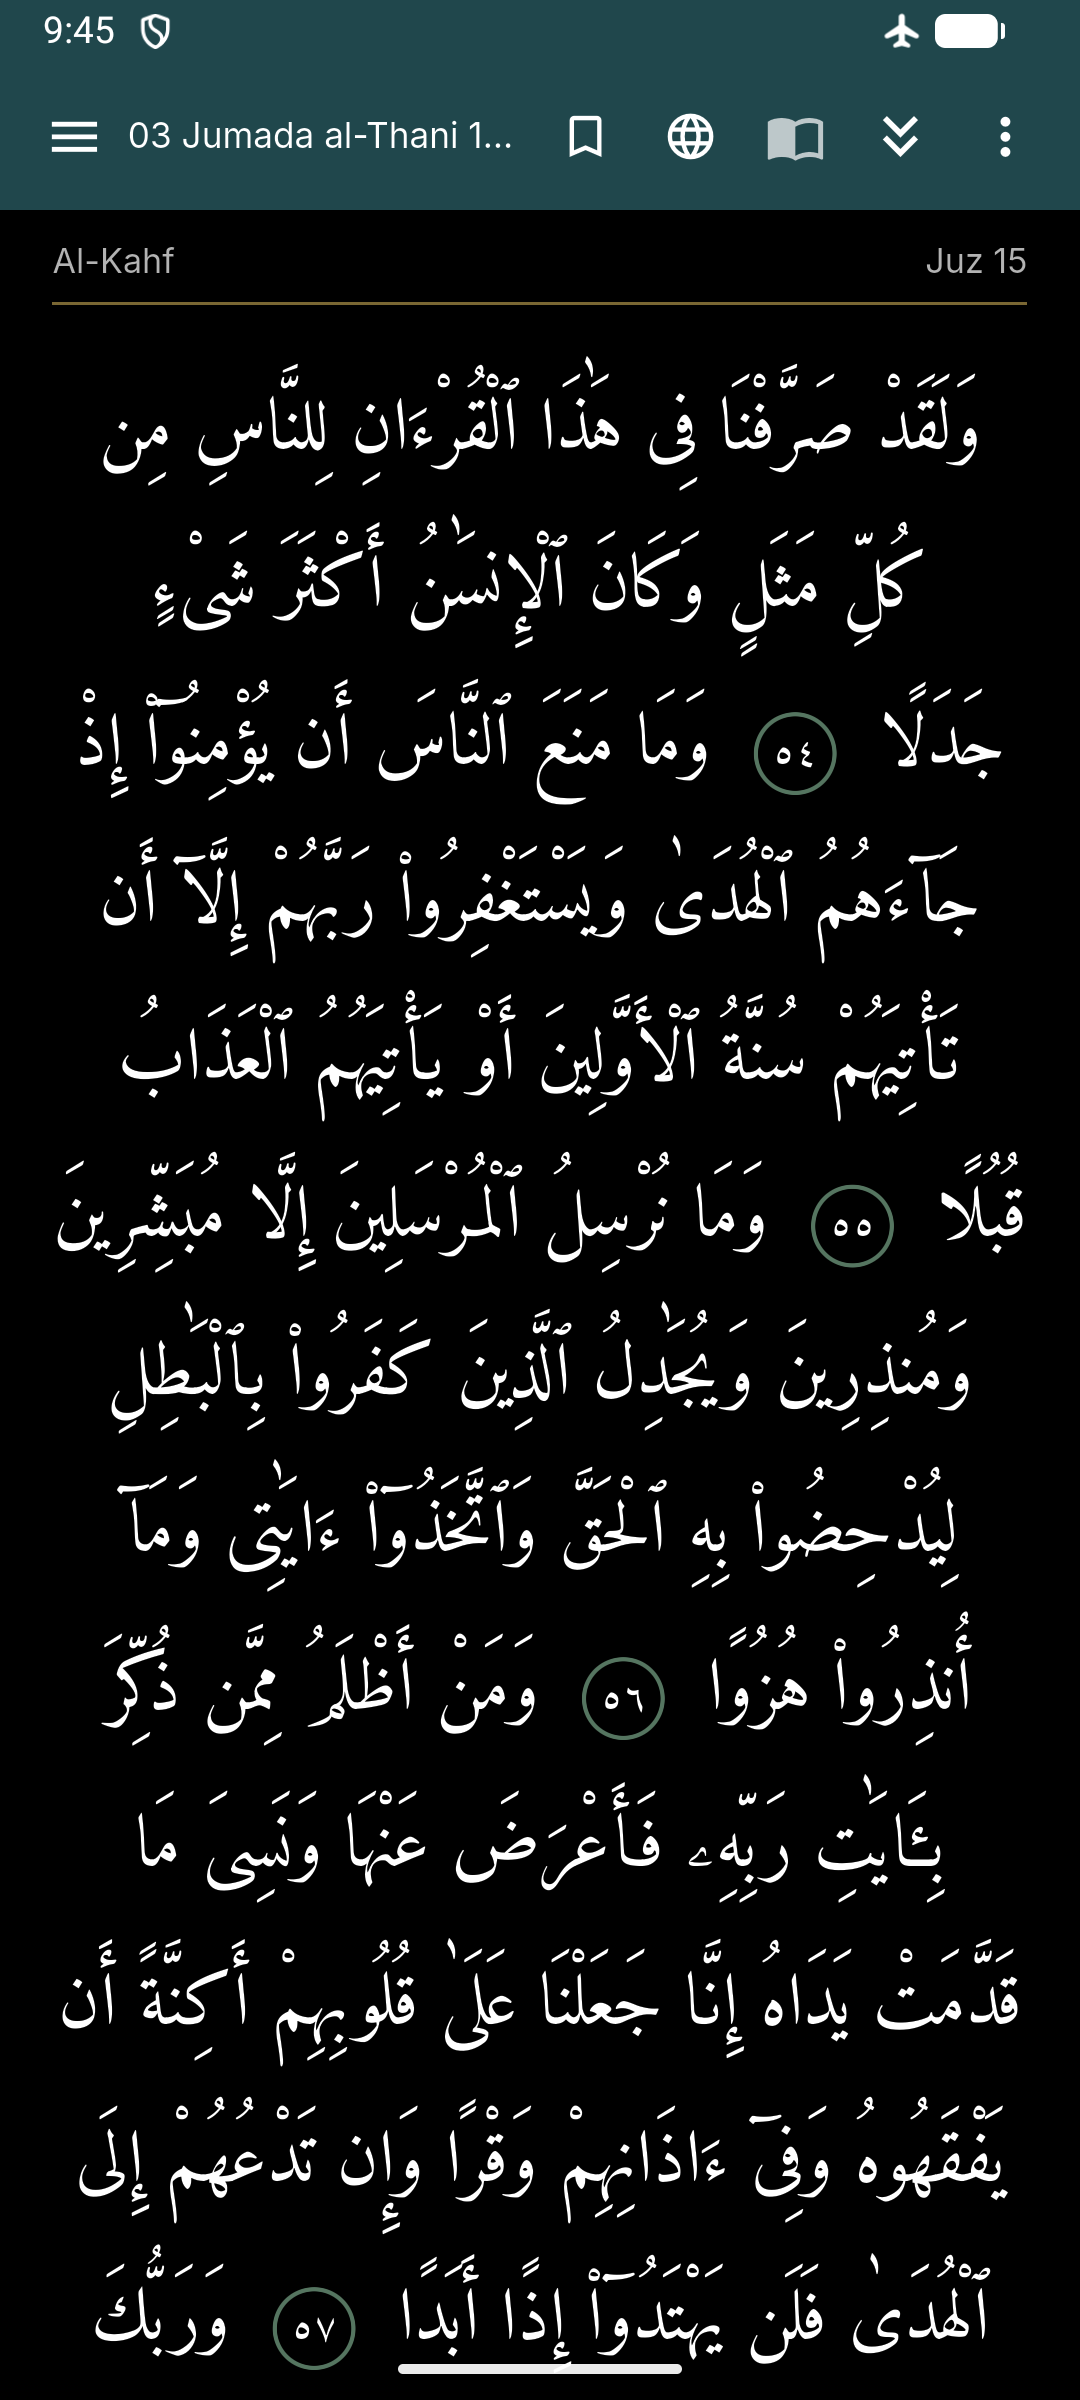 9:45
03 Jumada al-Thani 1...
Al-Kahf
Juz 15
وَلَقَدْ صَرَّفْنَا فِى هَٰذَا ٱلْقُرْءَانِ لِلنَّاسِ مِن
كُلِّ مَثَلٍ وَكَانَ ٱلْإِنسَٰنُ أَكْثَرَ شَىْءٍ
جَدَلًا ٥٤ وَمَا مَنَعَ ٱلنَّاسَ أَن يُؤْمِنُوٓا۟ إِذْ
جَآءَهُمُ ٱلْهُدَىٰ وَيَسْتَغْفِرُوا۟ رَبَّهُمْ إِلَّآ أَن
تَأْتِيَهُمْ سُنَّةُ ٱلْأَوَّلِينَ أَوْ يَأْتِيَهُمُ ٱلْعَذَابُ
قُبُلًا ٥٥ وَمَا نُرْسِلُ ٱلْمُرْسَلِينَ إِلَّا مُبَشِّرِينَ
وَمُنذِرِينَ وَيُجَٰدِلُ ٱلَّذِينَ كَفَرُوا۟ بِٱلْبَٰطِلِ
لِيُدْحِضُوا۟ بِهِ ٱلْحَقَّ وَٱتَّخَذُوٓا۟ ءَايَٰتِى وَمَآ
أُنذِرُوا۟ هُزُوًا ٥٦ وَمَنْ أَظْلَمُ مِمَّن ذُكِّرَ
بِـَٔايَٰتِ رَبِّهِۦ فَأَعْرَضَ عَنْهَا وَنَسِىَ مَا
قَدَّمَتْ يَدَاهُ إِنَّا جَعَلْنَا عَلَىٰ قُلُوبِهِمْ أَكِنَّةً أَن
يَفْقَهُوهُ وَفِىٓ ءَاذَانِهِمْ وَقْرًا وَإِن تَدْعُهُمْ إِلَى
ٱلْهُدَىٰ فَلَن يَهْتَدُوٓا۟ إِذًا أَبَدًا ٥٧ وَرَبُّكَ